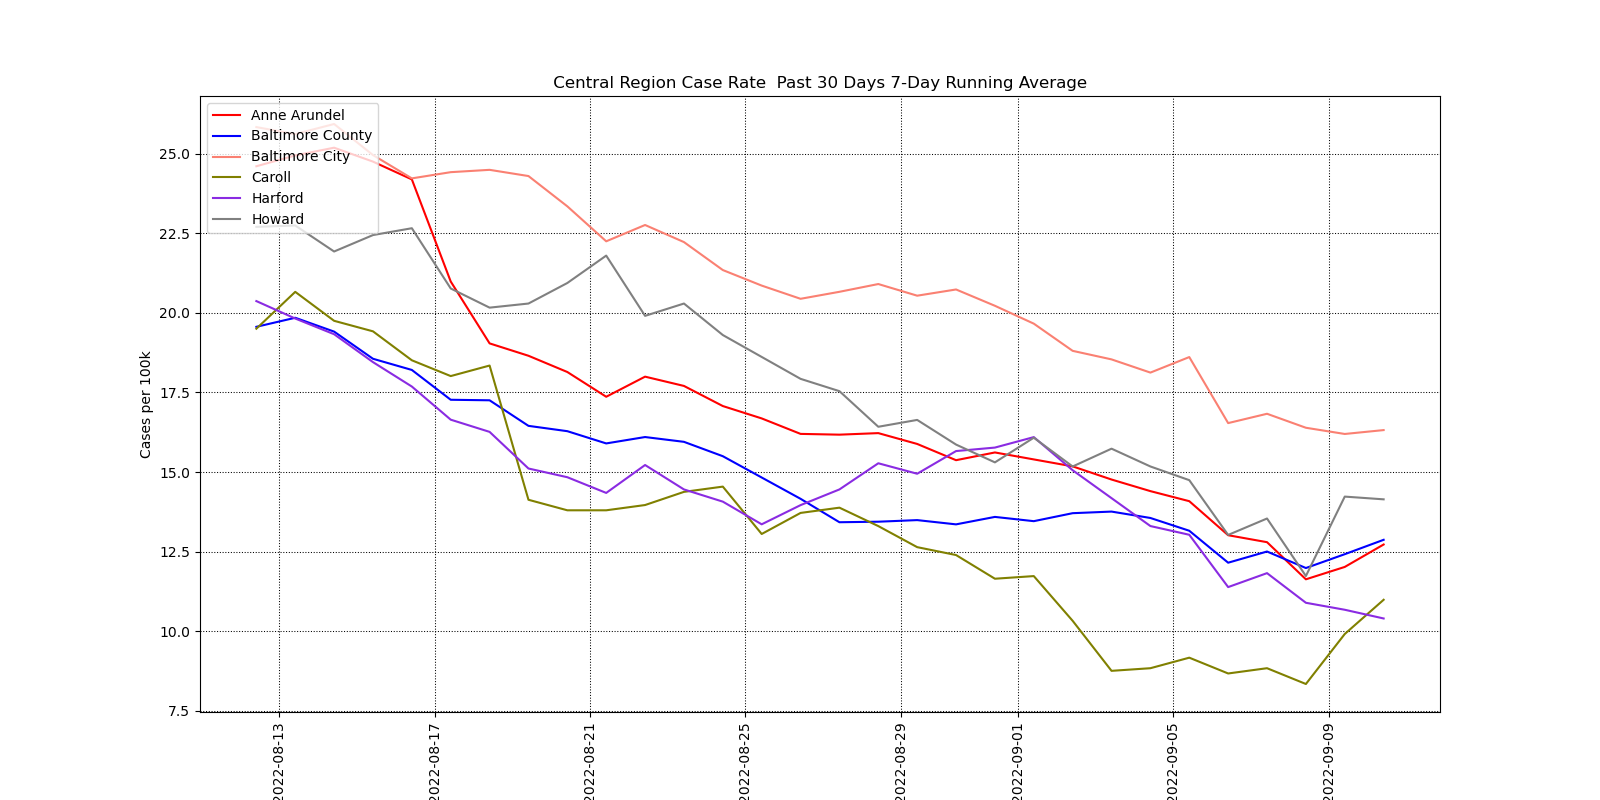 Central Region Case Rate  Past 30 Days 7-Day Running Average
Anne Arundel
Baltimore County
Baltimore City
Caroll
Harford
Howard
Cases per 100k
25.0
22.5
20.0
17.5
15.0
12.5
10.0
7.5
2022-08-13
2022-08-17
2022-08-21
2022-08-25
2022-08-29
2022-09-01
2022-09-05
2022-09-09